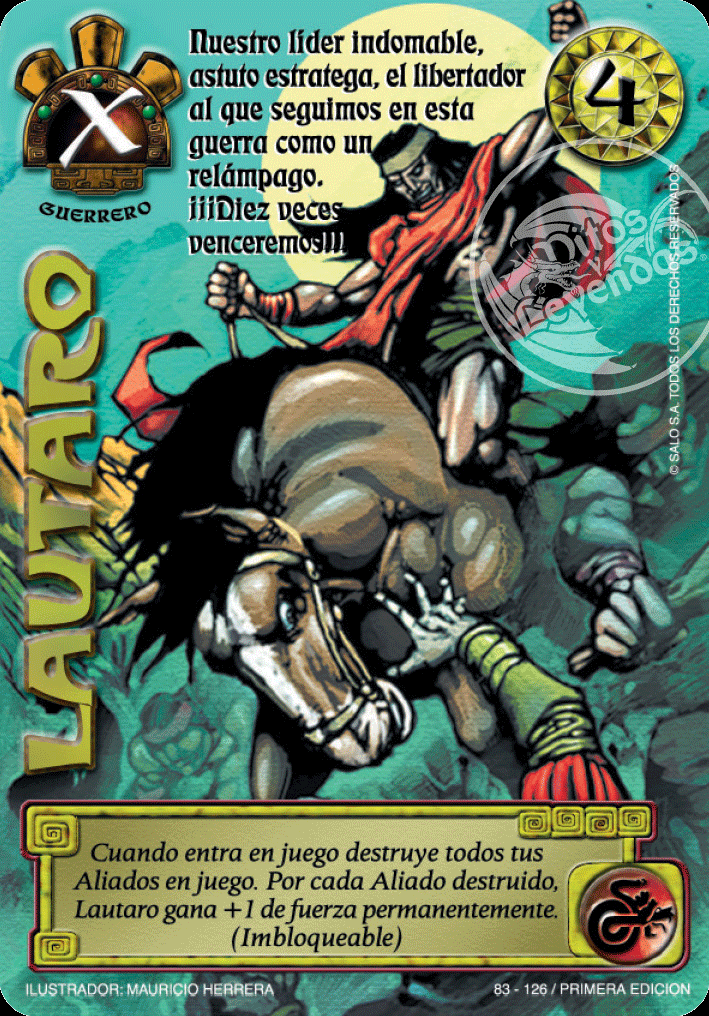 X
GUERRERO
Nuestro líder indomable,
astuto estratega, el libertador
al que seguimos en esta
guerra como un
relámpago.
¡¡¡Diez veces
venceremos!!!
4
Mitos
y
Leyendas
®
© SALO S.A. TODOS LOS DERECHOS RESERVADOS
LAUTARO
Cuando entra en juego destruye todos tus
Aliados en juego. Por cada Aliado destruido,
Lautaro gana +1 de fuerza permanentemente.
(Imbloqueable)
ILUSTRADOR: MAURICIO HERRERA
83 - 126 / PRIMERA EDICION